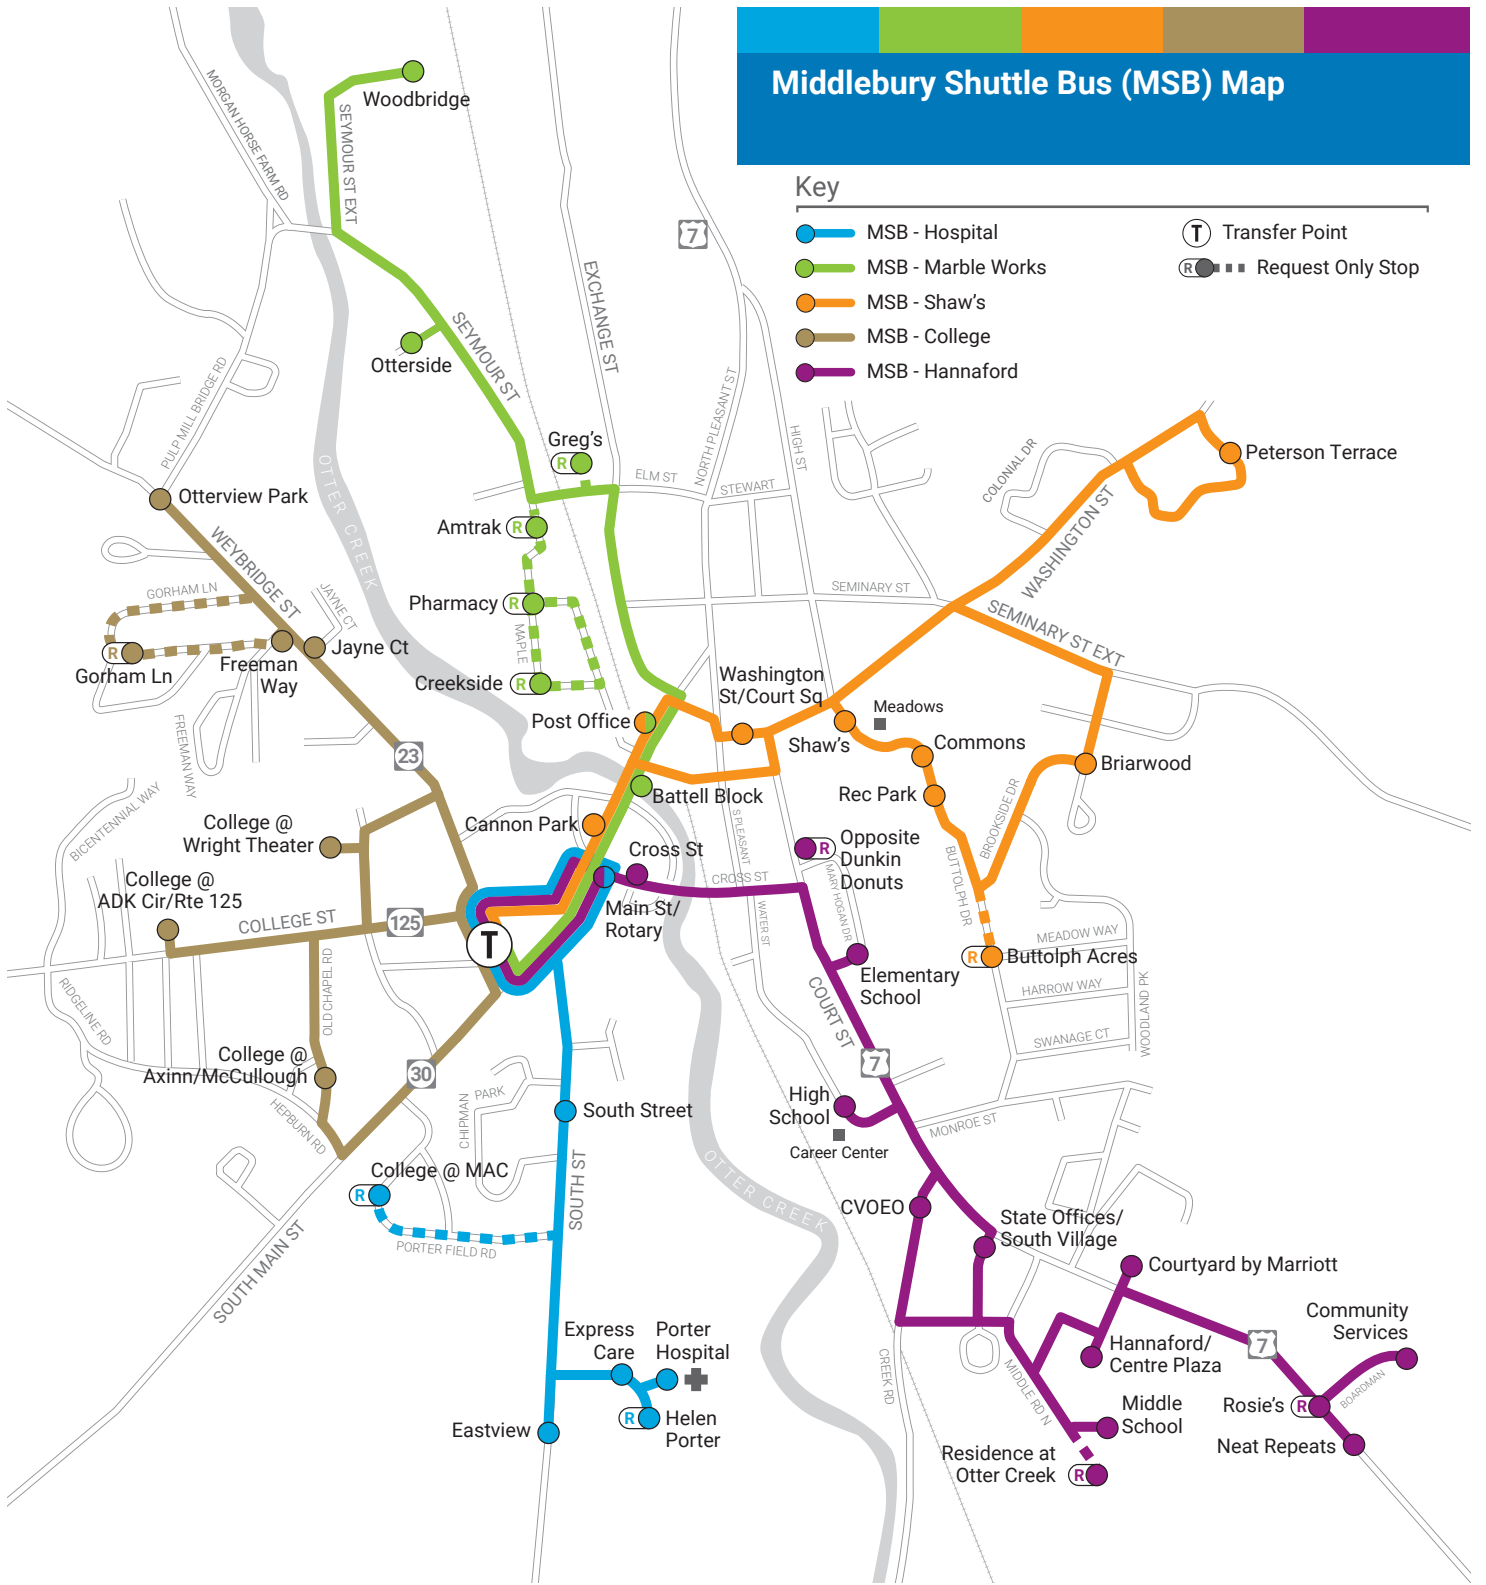 Middlebury Shuttle Bus (MSB) Map
Key
MSB - Hospital
MSB - Marble Works
MSB - Shaw's
MSB - College
MSB - Hannaford
T
Transfer Point
R
Request Only Stop
Woodbridge
SEYMOUR ST EXT
MORGAN HORSE FARM RD
7
EXCHANGE ST
SEYMOUR ST
Otterside
PULP MILL BRIDGE RD
NORTH PLEASANT ST
HIGH ST
Greg's
R
ELM ST
STEWART
COLONIAL DR
Peterson Terrace
WASHINGTON ST
OTTER CREEK
Otterview Park
WEYBRIDGE ST
Amtrak
R
GORHAM LN
JAYNE CT
Pharmacy
R
MAPLE
SEMINARY ST
SEMINARY ST EXT
R
Gorham Ln
Freeman
Way
Jayne Ct
FREEMAN WAY
Creekside
R
Washington
St/Court Sq
Post Office
Meadows
Shaw's
Commons
Briarwood
23
Rec Park
Battell Block
BROOKSIDE DR
BUTTOLPH DR
BICENTENNIAL WAY
College @
Wright Theater
Cannon Park
Cross St
S PLEASANT
R
Opposite
Dunkin
Donuts
MARY HOGAN DR
CROSS ST
College @
ADK Cir/Rte 125
COLLEGE ST
125
Main St/
Rotary
T
WATER ST
MEADOW WAY
R
Buttolph Acres
HARROW WAY
SWANAGE CT
WOODLAND PK
Elementary
School
COURT ST
RIDGELINE RD
OLD CHAPEL RD
College @
Axinn/McCullough
30
7
HEPBURN RD
CHIPMAN
PARK
South Street
High
School
Career Center
MONROE ST
College @ MAC
R
PORTER FIELD RD
SOUTH ST
OTTER CREEK
SOUTH MAIN ST
CVOEO
State Offices/
South Village
Courtyard by Marriott
Community
Services
Express
Care
Porter
Hospital
7
Hannaford/
Centre Plaza
CREEK RD
MIDDLE RD N
BOARDMAN
Rosie's
R
Eastview
R
Helen
Porter
Middle
School
Neat Repeats
Residence at
Otter Creek
R